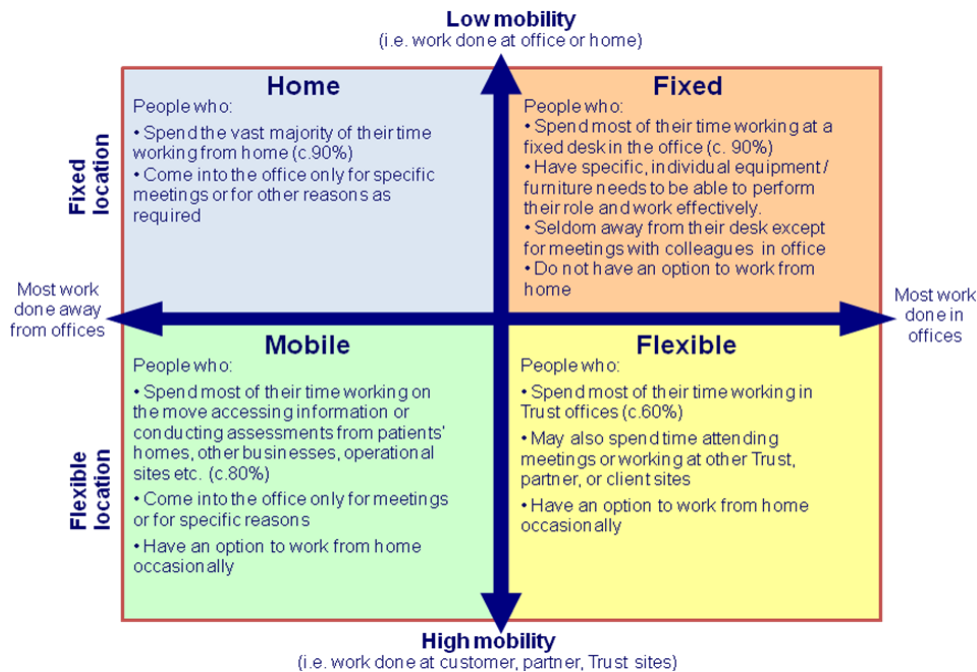 Low mobility
(i.e. work done at office or home)
Fixed
location
Home
People who:
• Spend the vast majority of their time
working from home (c.90%)
• Come into the office only for specific
meetings or for other reasons as
required
Fixed
People who:
• Spend most of their time working at a
fixed desk in the office (c. 90%)
• Have specific, individual equipment /
furniture needs to be able to perform
their role and work effectively.
• Seldom away from their desk except
for meetings with colleagues in office
• Do not have an option to work from
home
Most work
done away
from offices
Most work
done in
offices
Flexible
location
Mobile
People who:
• Spend most of their time working on
the move accessing information or
conducting assessments from patients'
homes, other businesses, operational
sites etc. (c.80%)
• Come into the office only for meetings
or for specific reasons
• Have an option to work from home
occasionally
Flexible
People who:
• Spend most of their time working in
Trust offices (c.60%)
• May also spend time attending
meetings or working at other Trust,
partner, or client sites
• Have an option to work from home
occasionally
High mobility
(i.e. work done at customer, partner, Trust sites)